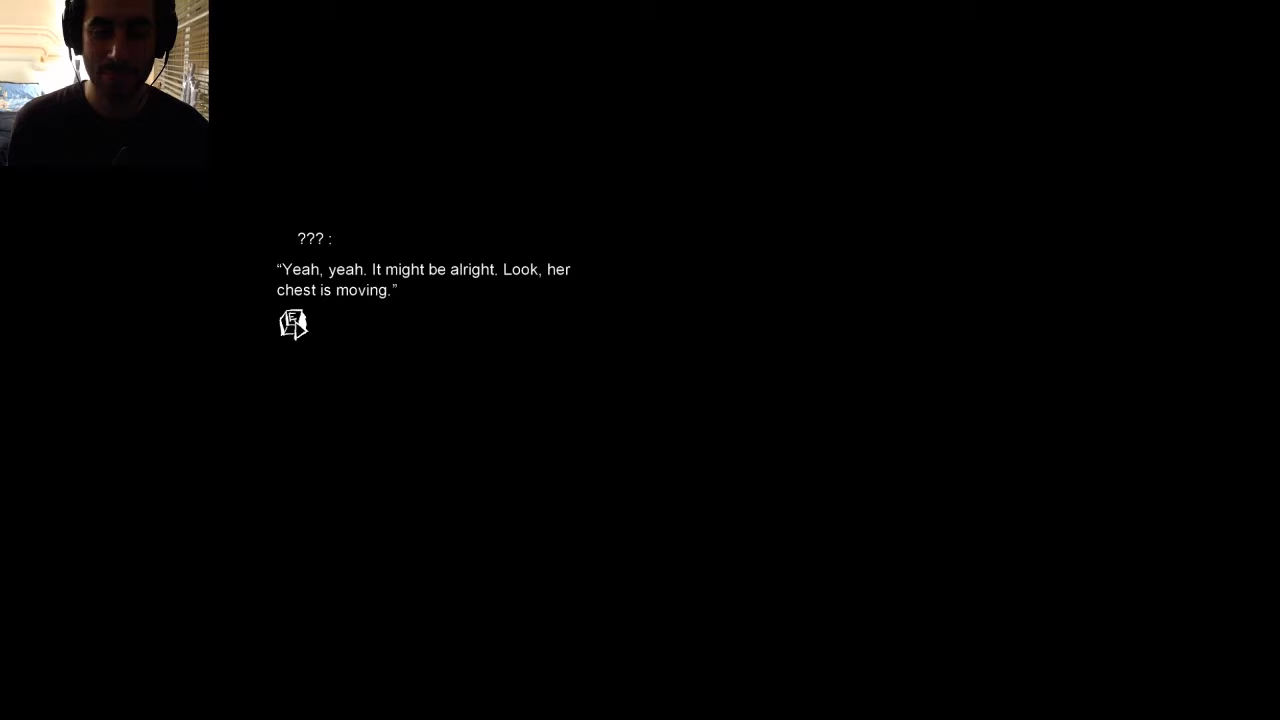 ??? :
“Yeah, yeah. It might be alright. Look, her
chest is moving.”